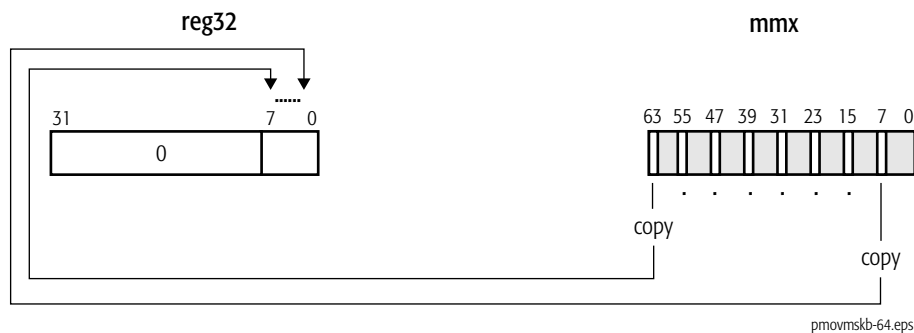 reg32 mmx
......
31 7 0 63 55 47 39 31 23 15 7 0
0
. . . . . .
copy
copy
pmovmskb-64.eps